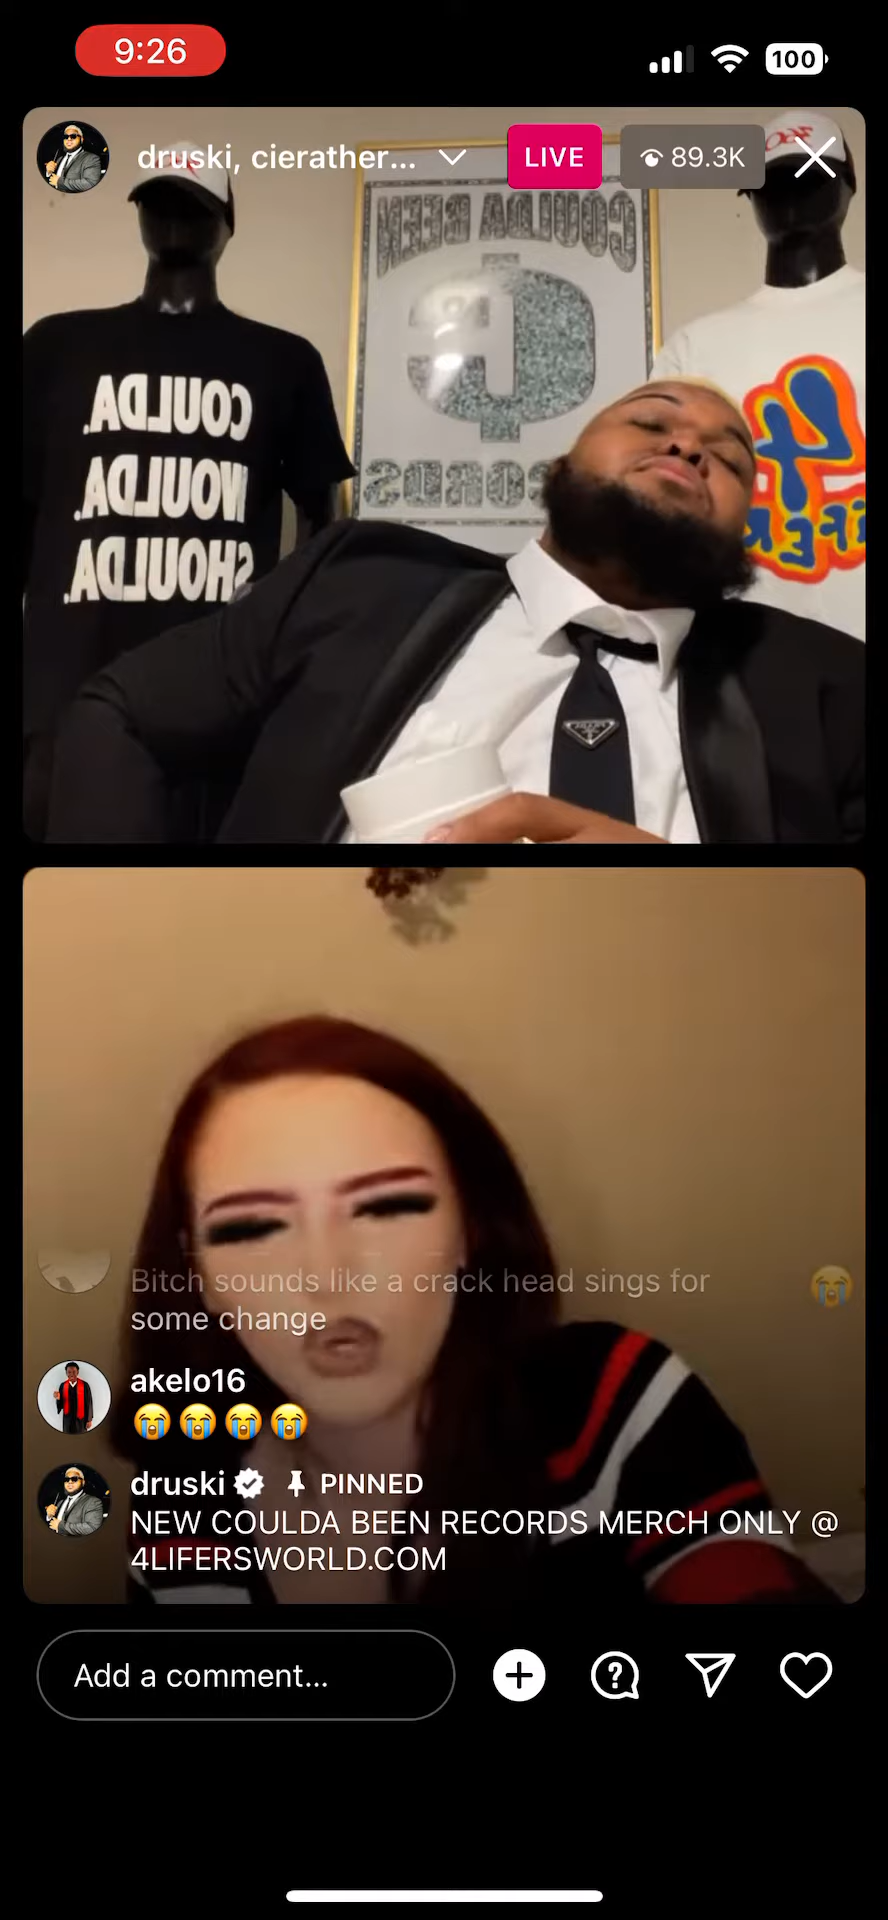 9:26
100
druski, cierather...
LIVE
89.3K
COULDA BEEN
C
RECORDS
COULDA.
WOULDA.
SHOULDA.
4
Bitch sounds like a crack head sings for
some change
akelo16
druski PINNED
NEW COULDA BEEN RECORDS MERCH ONLY @
4LIFERSWORLD.COM
Add a comment...